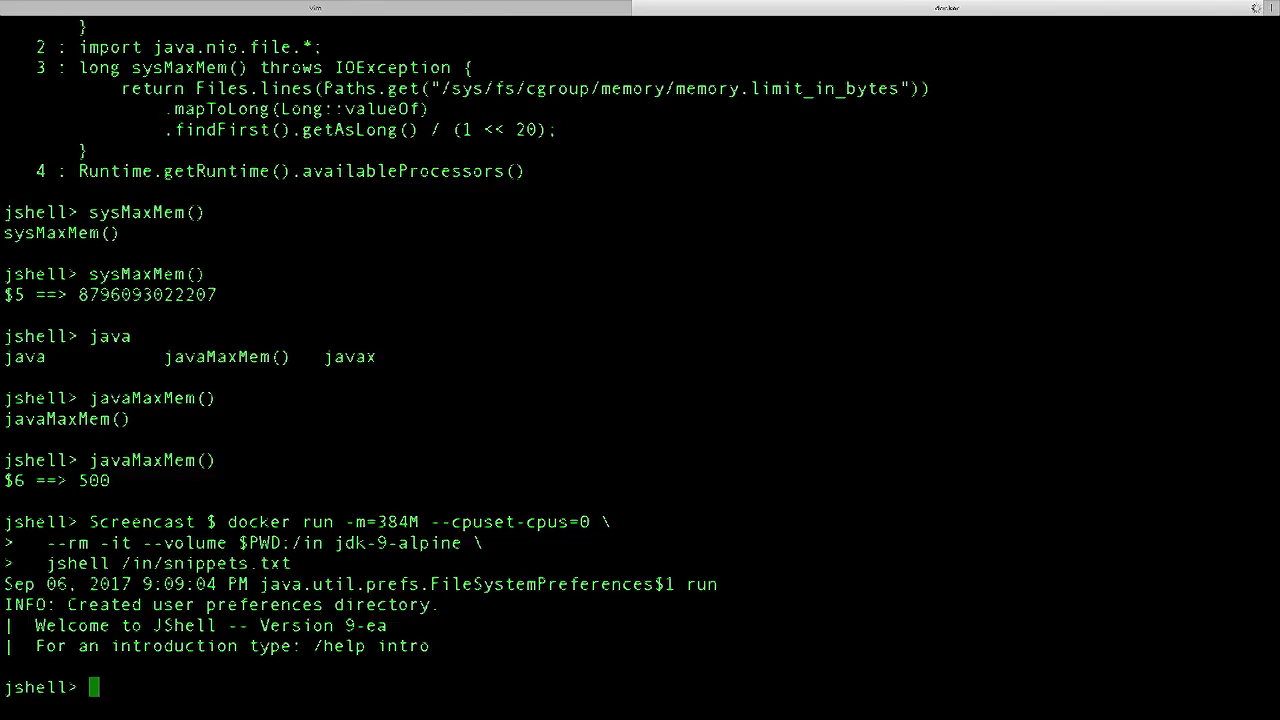 vim
docker
}
2 : import java.nio.file.*;
3 : long sysMaxMem() throws IOException {
return Files.lines(Paths.get("/sys/fs/cgroup/memory/memory.limit_in_bytes"))
.mapToLong(Long::valueOf)
.findFirst().getAsLong() / (1 << 20);
}
4 : Runtime.getRuntime().availableProcessors()
jshell> sysMaxMem()
sysMaxMem()
jshell> sysMaxMem()
$5 ==> 8796093022207
jshell> java
java javaMaxMem() javax
jshell> javaMaxMem()
javaMaxMem()
jshell> javaMaxMem()
$6 ==> 500
jshell> Screencast $ docker run -m=384M --cpuset-cpus=0 \
> --rm -it --volume $PWD:/in jdk-9-alpine \
> jshell /in/snippets.txt
Sep 06, 2017 9:09:04 PM java.util.prefs.FileSystemPreferences$1 run
INFO: Created user preferences directory.
| Welcome to JShell -- Version 9-ea
| For an introduction type: /help intro
jshell>